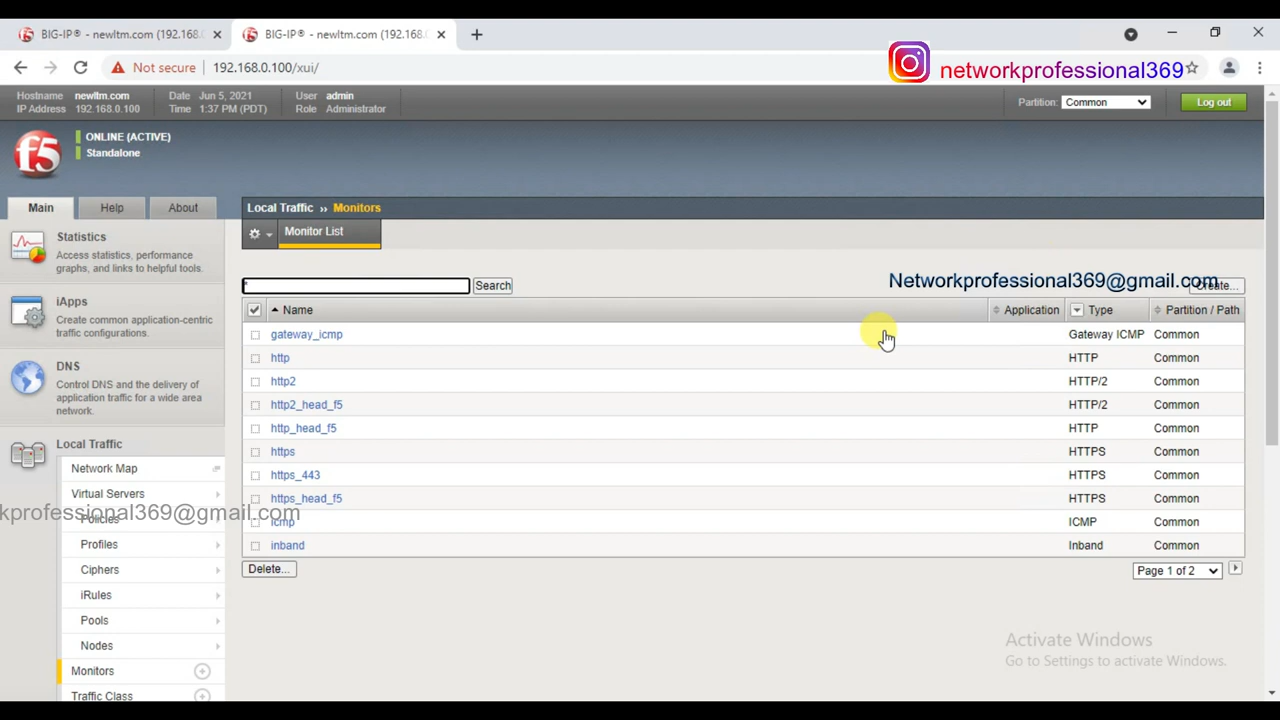 BIG-IP® - newltm.com (192.168.
BIG-IP® - newltm.com (192.168.
Not secure 192.168.0.100/xui/
networkprofessional369
Hostname newltm.com
IP Address 192.168.0.100
Date Jun 5, 2021
Time 1:37 PM (PDT)
User admin
Role Administrator
Partition: Common
Log out
f5
ONLINE (ACTIVE)
Standalone
Main Help About
Local Traffic ›› Monitors
Monitor List
Statistics
Access statistics, performance
graphs, and links to helpful tools.
iApps
Create common application-centric
traffic configurations.
DNS
Control DNS and the delivery of
application traffic for a wide area
network.
Local Traffic
Network Map
Virtual Servers
Policies
kprofessional369@gmail.com
Profiles
Ciphers
iRules
Pools
Nodes
Monitors
Traffic Class
* Search
Networkprofessional369@gmail.com
Create...
Name Application Type Partition / Path
gateway_icmp Gateway ICMP Common
http HTTP Common
http2 HTTP/2 Common
http2_head_f5 HTTP/2 Common
http_head_f5 HTTP Common
https HTTPS Common
https_443 HTTPS Common
https_head_f5 HTTPS Common
icmp ICMP Common
inband Inband Common
Delete...
Page 1 of 2
Activate Windows
Go to Settings to activate Windows.